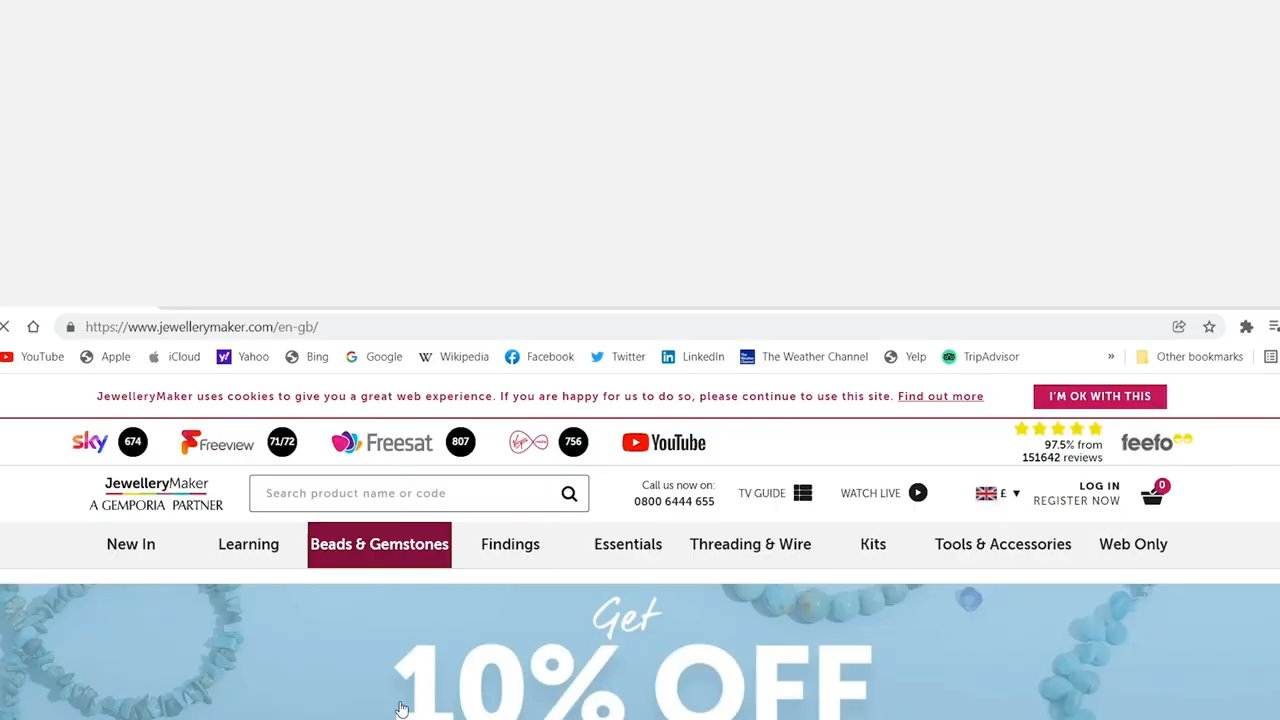 https://www.jewellerymaker.com/en-gb/
YouTube Apple iCloud Yahoo Bing Google Wikipedia Facebook Twitter LinkedIn The Weather Channel Yelp TripAdvisor » Other bookmarks
JewelleryMaker uses cookies to give you a great web experience. If you are happy for us to do so, please continue to use this site. Find out more I'M OK WITH THIS
sky 674 Freeview 71/72 Freesat 807 Virgin 756 YouTube
97.5% from
151642 reviews
feefo
JewelleryMaker
A GEMPORIA PARTNER
Search product name or code
Call us now on:
0800 6444 655
TV GUIDE
WATCH LIVE
£
LOG IN
REGISTER NOW
0
New In Learning Beads & Gemstones Findings Essentials Threading & Wire Kits Tools & Accessories Web Only
Get
10% OFF